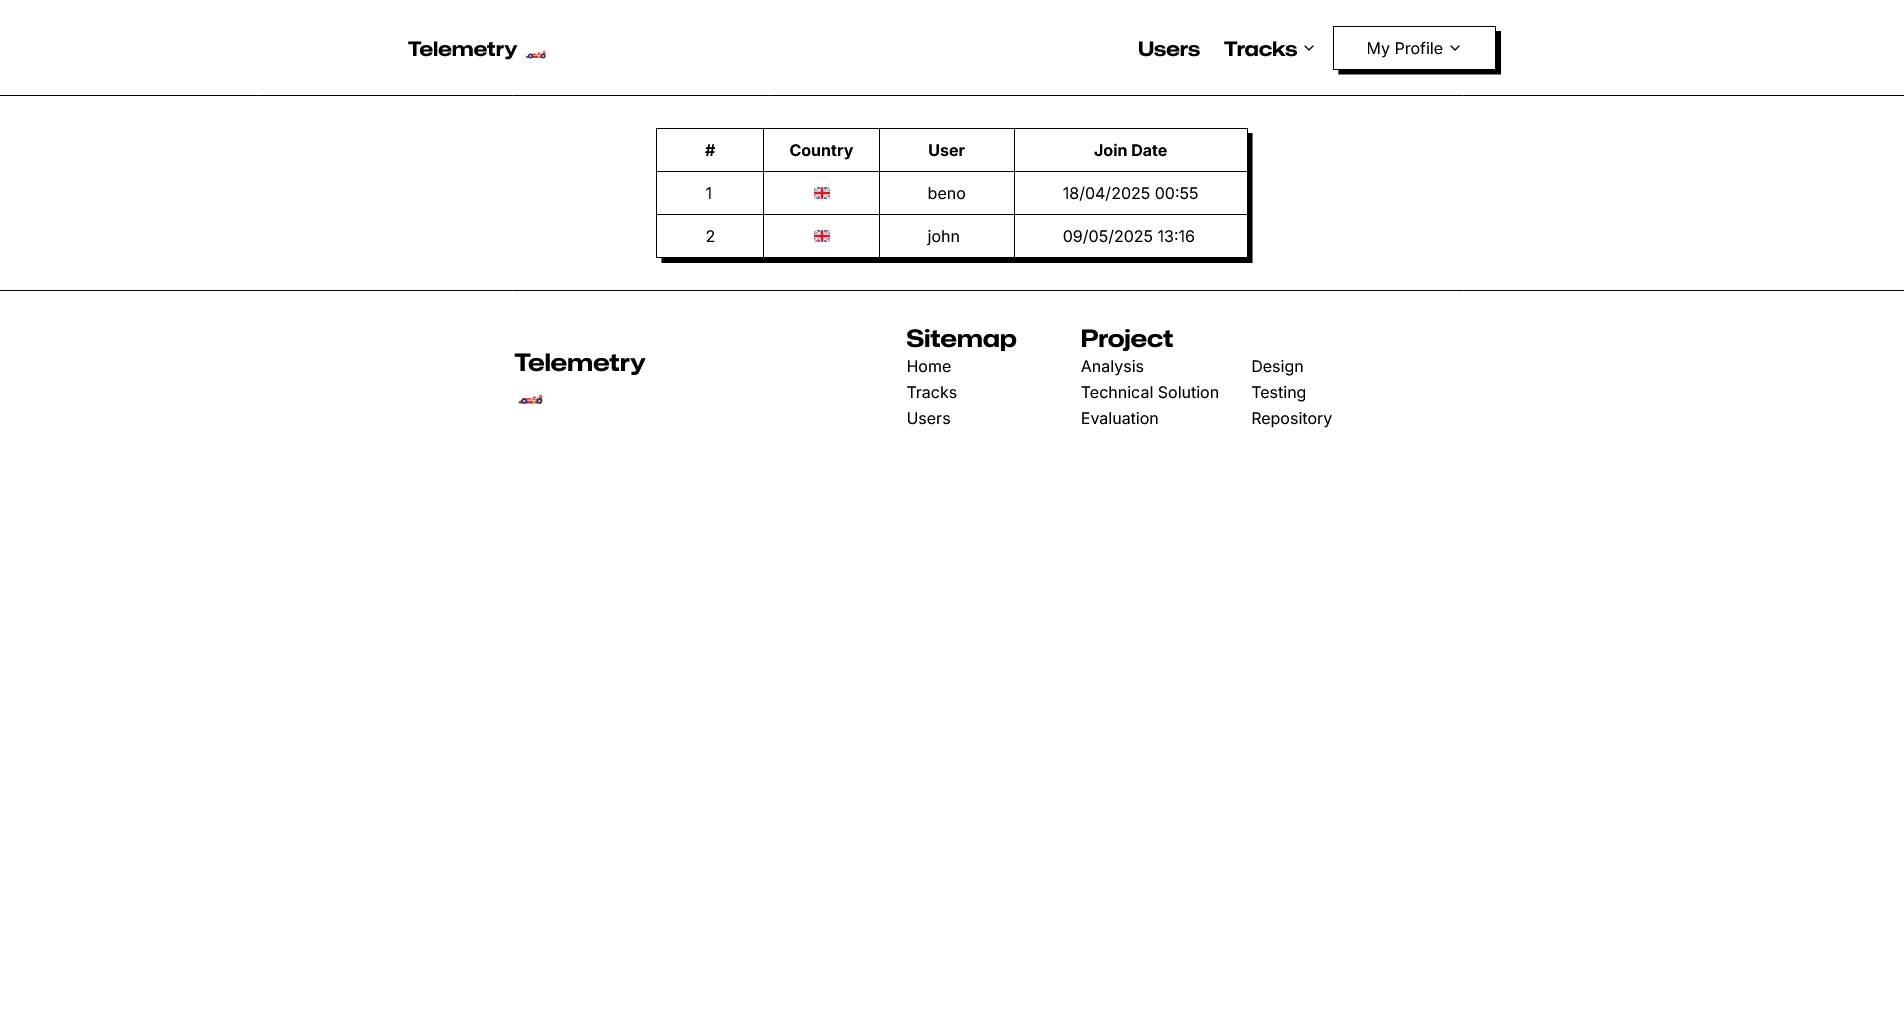 Telemetry
Users Tracks My Profile
# Country User Join Date
1 beno 18/04/2025 00:55
2 john 09/05/2025 13:16
Telemetry
Sitemap
Home
Tracks
Users
Project
Analysis Design
Technical Solution Testing
Evaluation Repository